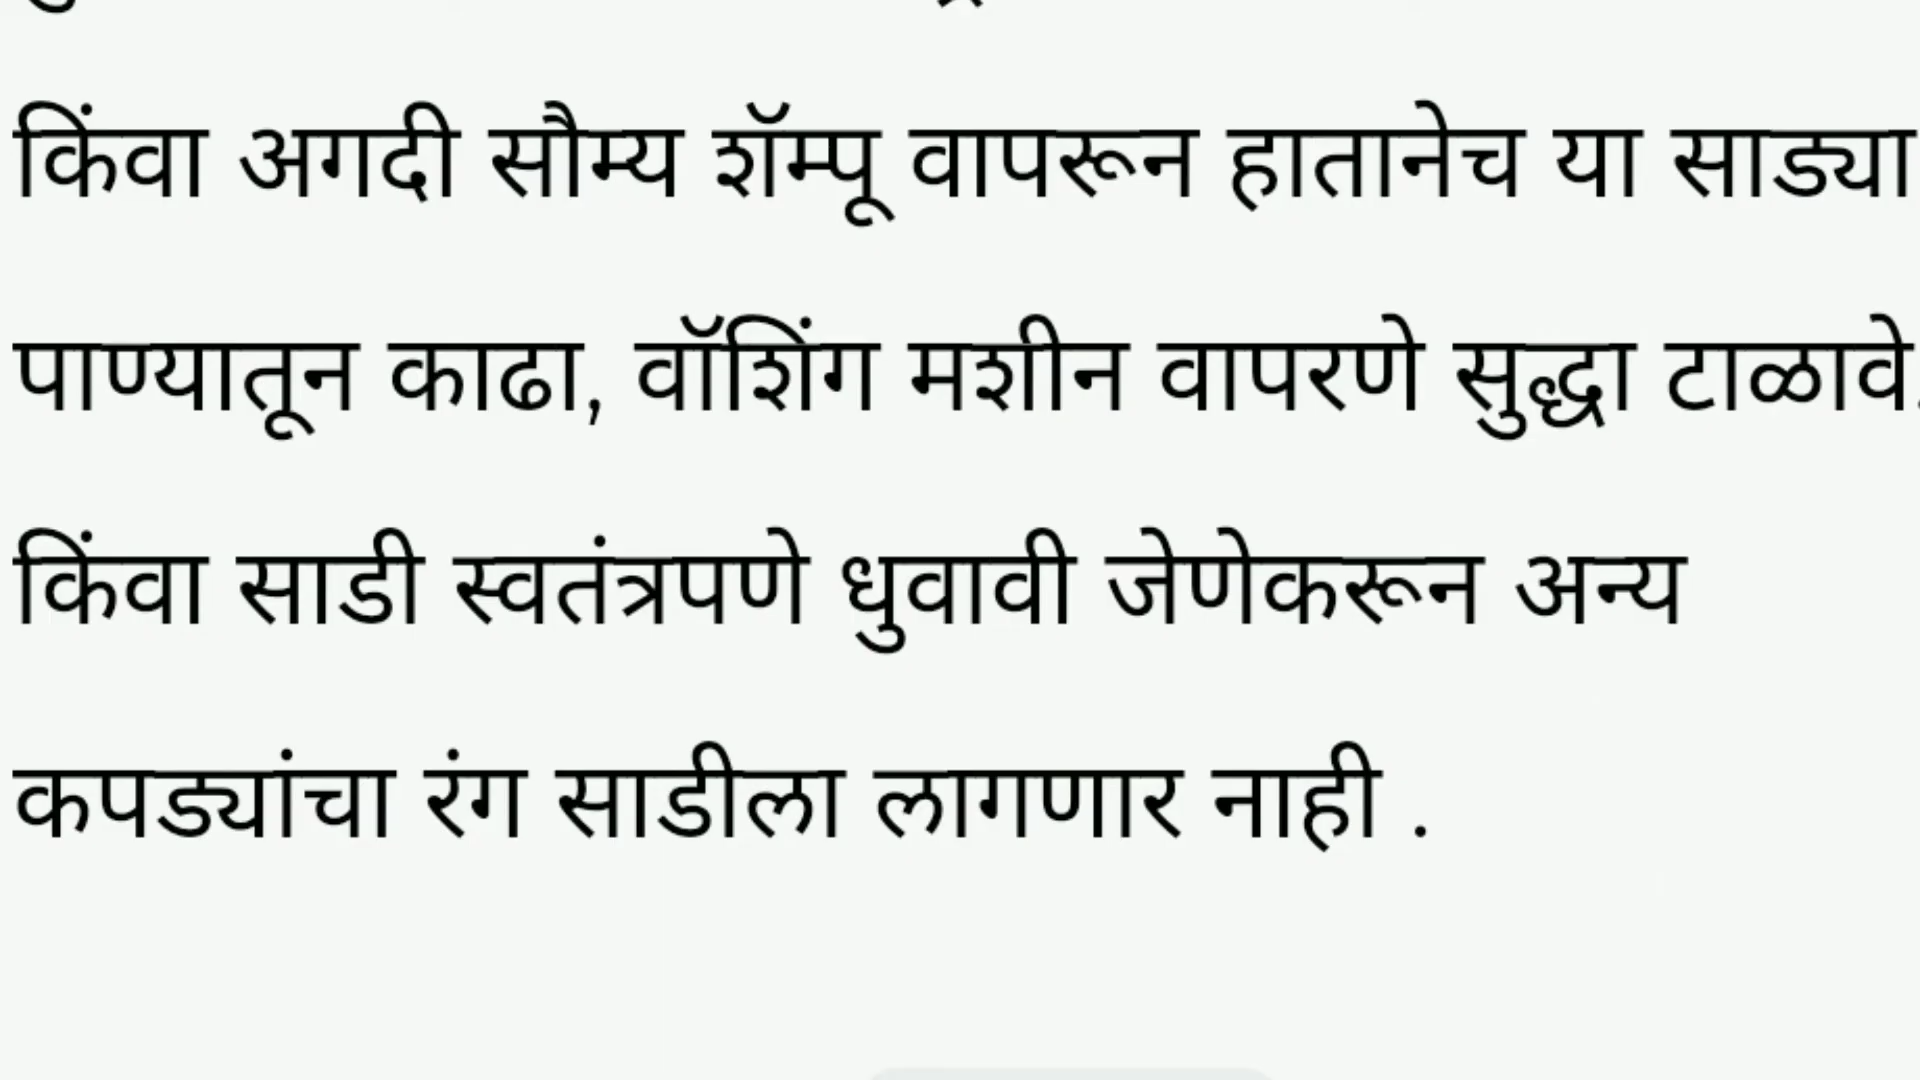 किंवा अगदी सौम्य शॅम्पू वापरून हातानेच या साड्या
पाण्यातून काढा, वॉशिंग मशीन वापरणे सुद्धा टाळावे.
किंवा साडी स्वतंत्रपणे धुवावी जेणेकरून अन्य
कपड्यांचा रंग साडीला लागणार नाही .